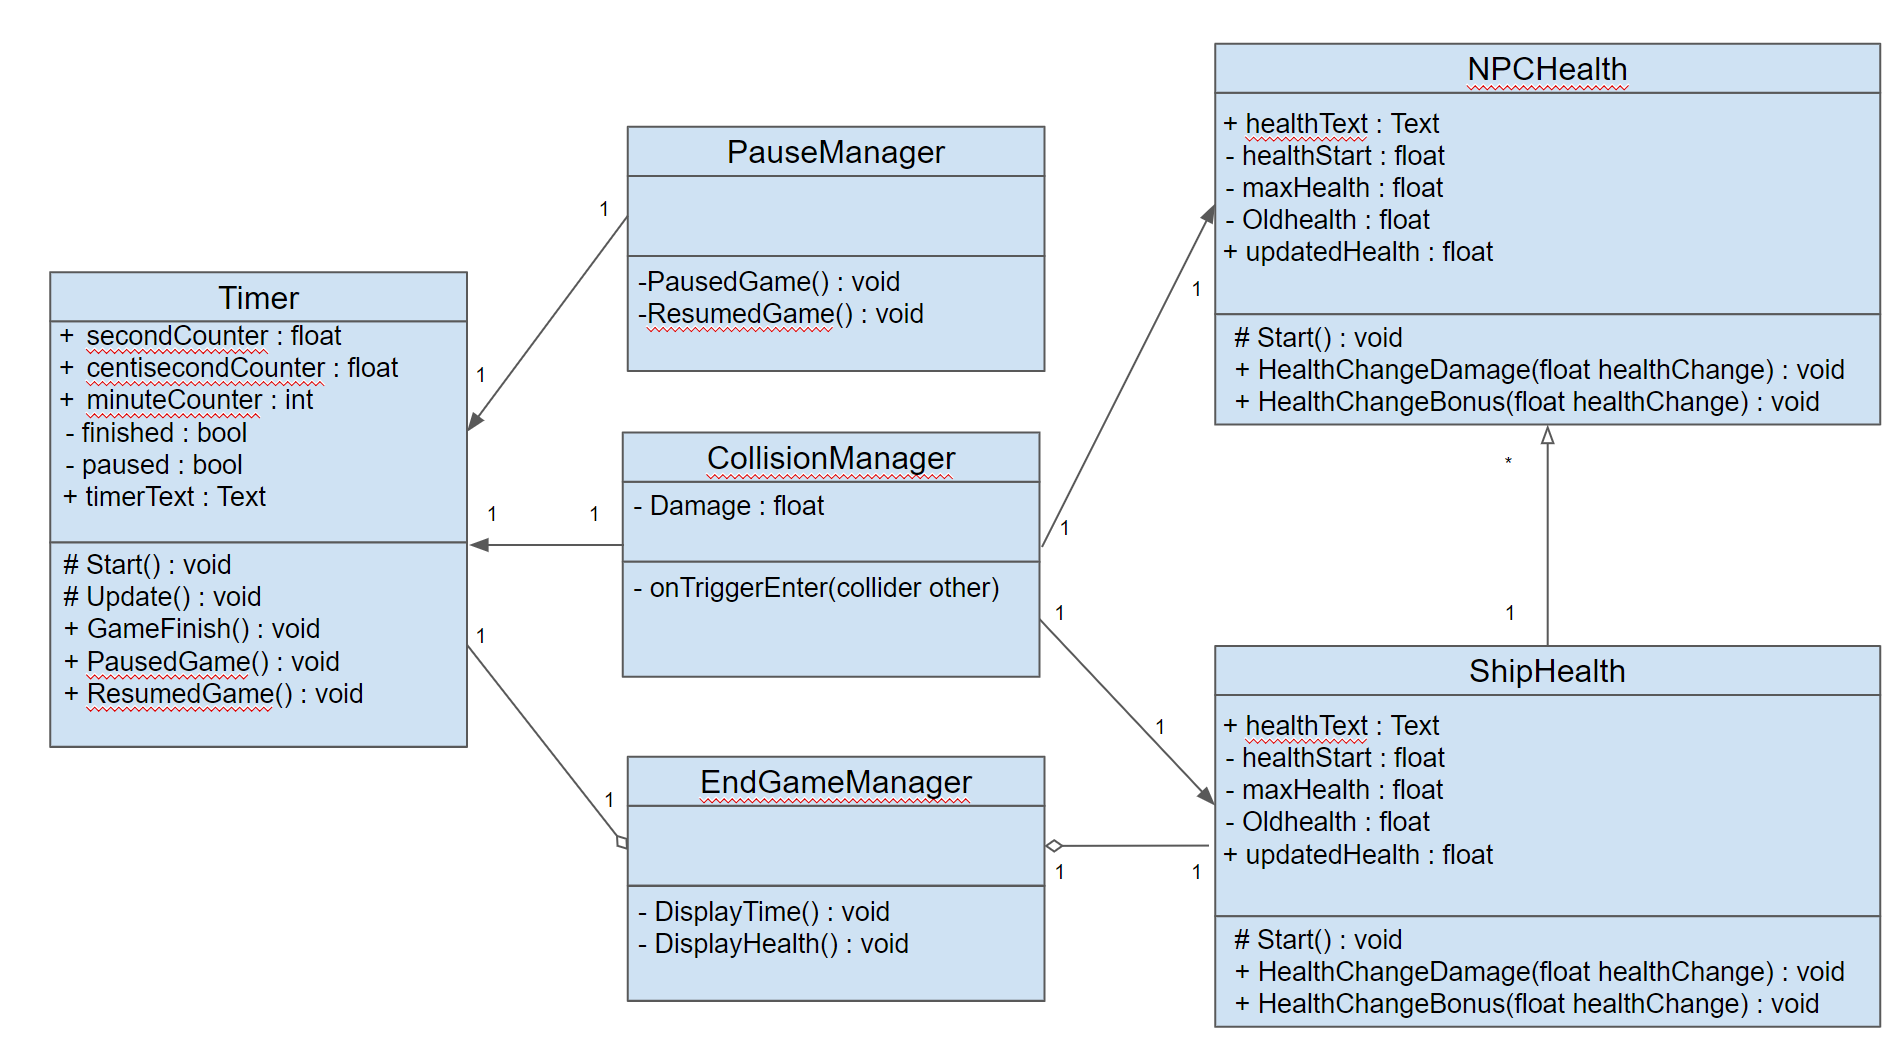 Timer
+ secondCounter : float
+ centisecondCounter : float
+ minuteCounter : int
- finished : bool
- paused : bool
+ timerText : Text
# Start() : void
# Update() : void
+ GameFinish() : void
+ PausedGame() : void
+ ResumedGame() : void
1
1
1
1
1
1
PauseManager
-PausedGame() : void
-ResumedGame() : void
CollisionManager
- Damage : float
- onTriggerEnter(collider other)
EndGameManager
- DisplayTime() : void
- DisplayHealth() : void
1
1
1
1
1
1
NPCHealth
+ healthText : Text
- healthStart : float
- maxHealth : float
- Oldhealth : float
+ updatedHealth : float
# Start() : void
+ HealthChangeDamage(float healthChange) : void
+ HealthChangeBonus(float healthChange) : void
*
1
ShipHealth
+ healthText : Text
- healthStart : float
- maxHealth : float
- Oldhealth : float
+ updatedHealth : float
# Start() : void
+ HealthChangeDamage(float healthChange) : void
+ HealthChangeBonus(float healthChange) : void